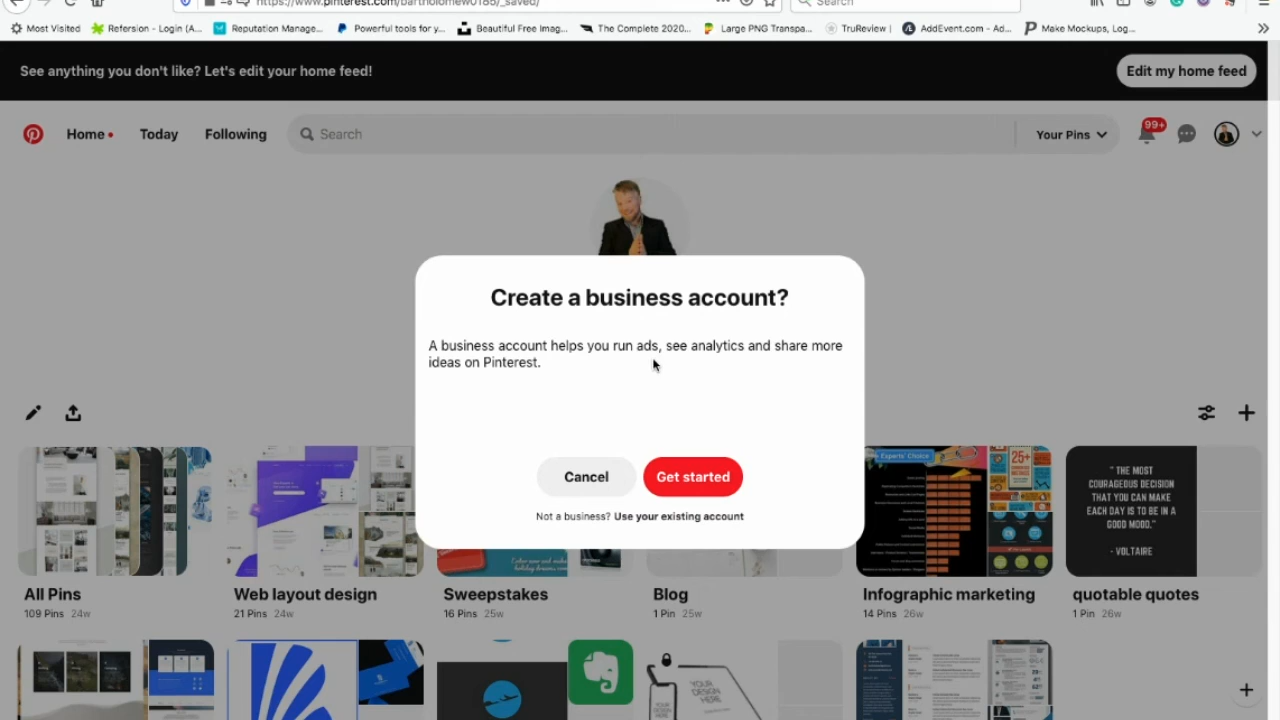 https://www.pinterest.com/bartholomew0185/_saved/
Search
Most Visited
Refersion - Login (A...
Reputation Manage...
Powerful tools for y...
Beautiful Free Imag...
The Complete 2020...
Large PNG Transpa...
TruReview |
AddEvent.com - Ad...
Make Mockups, Log...
See anything you don't like? Let's edit your home feed!
Edit my home feed
Home
Today
Following
Search
Your Pins
99+
Create a business account?
A business account helps you run ads, see analytics and share more
ideas on Pinterest.
Cancel
Get started
Not a business? Use your existing account
Experts' Choice
25+
" THE MOST
COURAGEOUS DECISION
THAT YOU CAN MAKE
EACH DAY IS TO BE IN A
GOOD MOOD."
- VOLTAIRE
All Pins
109 Pins 24w
Web layout design
21 Pins 24w
Sweepstakes
16 Pins 25w
Blog
1 Pin 25w
Infographic marketing
14 Pins 26w
quotable quotes
1 Pin 26w
YOUR
DESIGN
HERE